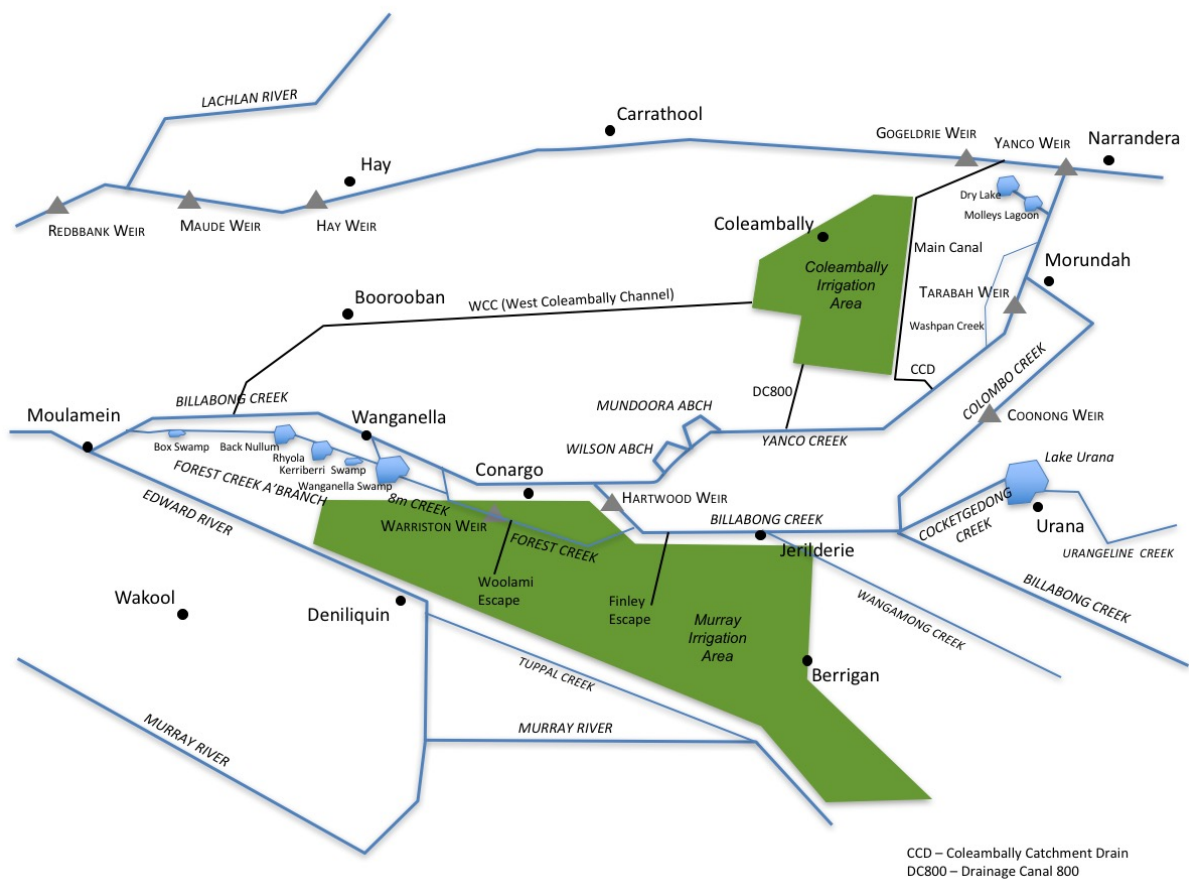 LACHLAN RIVER
Carrathool
GOGELDRIE WEIR
YANCO WEIR
Narrandera
Hay
Dry Lake
Molleys Lagoon
REDBBANK WEIR
MAUDE WEIR
HAY WEIR
Coleambally
Main Canal
Morundah
Coleambally
Irrigation
Area
Boorooban
WCC (West Coleambally Channel)
TARABAH WEIR
Washpan Creek
CCD
COLOMBO CREEK
DC800
BILLABONG CREEK
Moulamein
Wanganella
MUNDOORA ABCH
COONONG WEIR
YANCO CREEK
WILSON ABCH
Box Swamp
Back Nullum
Rhyola
Kerriberri Swamp
Wanganella Swamp
Conargo
Lake Urana
FOREST CREEK A'BRANCH
8m CREEK
HARTWOOD WEIR
COCKETGEDONG
CREEK
EDWARD RIVER
WARRISTON WEIR
BILLABONG CREEK
Urana
FOREST CREEK
Jerilderie
URANGELINE CREEK
Woolami
Escape
Finley
Escape
BILLABONG CREEK
Wakool
Deniliquin
WANGAMONG CREEK
Murray
Irrigation
Area
TUPPAL CREEK
Berrigan
MURRAY RIVER
MURRAY RIVER
CCD – Coleambally Catchment Drain
DC800 – Drainage Canal 800